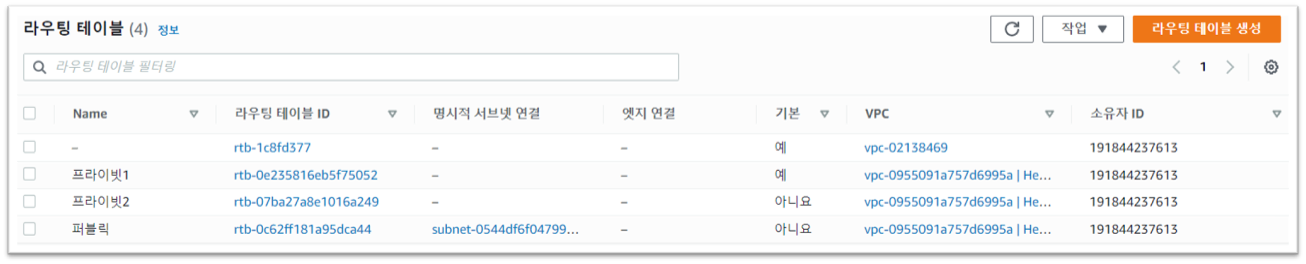 라우팅 테이블 (4) 정보
작업 ▼ 라우팅 테이블 생성
라우팅 테이블 필터링
1
Name 라우팅 테이블 ID 명시적 서브넷 연결 엣지 연결 기본 VPC 소유자 ID
– rtb-1c8fd377 – – 예 vpc-02138469 191844237613
프라이빗1 rtb-0e235816eb5f75052 – – 예 vpc-0955091a757d6995a | He... 191844237613
프라이빗2 rtb-07ba27a8e1016a249 – – 아니요 vpc-0955091a757d6995a | He... 191844237613
퍼블릭 rtb-0c62ff181a95dca44 subnet-0544df6f04799... – 아니요 vpc-0955091a757d6995a | He... 191844237613